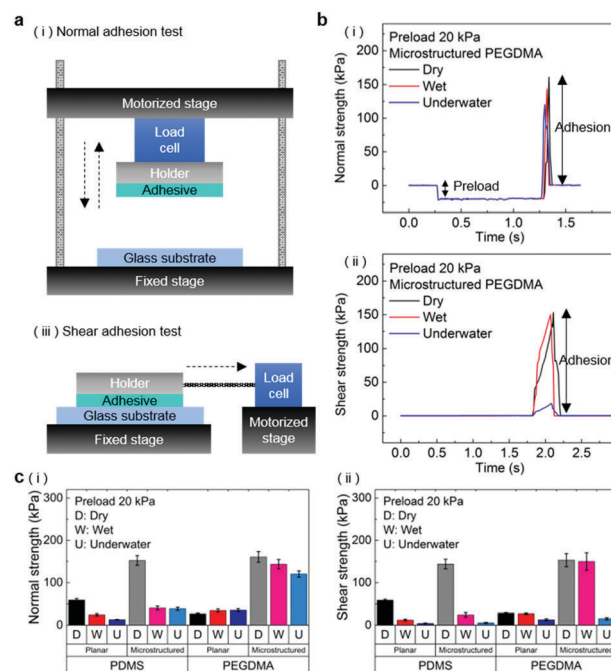 a
( i ) Normal adhesion test
Motorized stage
Load
cell
Holder
Adhesive
Glass substrate
Fixed stage
(iii) Shear adhesion test
Holder
Adhesive
Glass substrate
Fixed stage
Load
cell
Motorized
stage
b
( i )
Preload 20 kPa
Microstructured PEGDMA
Dry
Wet
Underwater
Adhesion
Preload
Normal strength (kPa)
200
150
100
50
0
-50
0.0 0.5 1.0 1.5
Time (s)
(ii)
Preload 20 kPa
Microstructured PEGDMA
Dry
Wet
Underwater
Adhesion
Shear strength (kPa)
200
150
100
50
0
0.0 0.5 1.0 1.5 2.0 2.5
Time (s)
c ( i )
Preload 20 kPa
D: Dry
W: Wet
U: Underwater
Normal strength (kPa)
300
200
100
0
D W U D W U D W U D W U
Planar Microstructured Planar Microstructured
PDMS PEGDMA
(ii)
Preload 20 kPa
D: Dry
W: Wet
U: Underwater
Shear strength (kPa)
300
200
100
0
D W U D W U D W U D W U
Planar Microstructured Planar Microstructured
PDMS PEGDMA